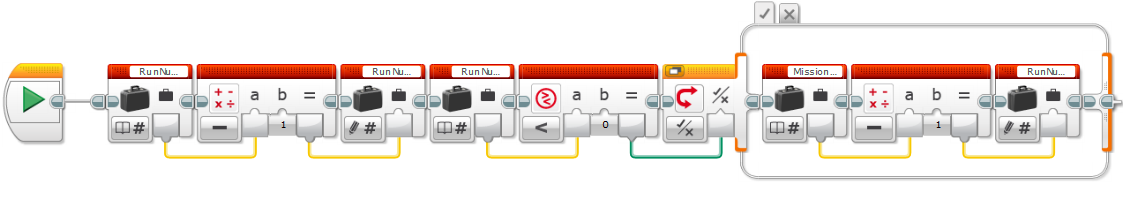 RunNu...
RunNu...
RunNu...
Mission...
RunNu...
#
+ -
× ÷
a b =
−
1
#
#
a b =
<
0
#
+ -
× ÷
a b =
−
1
#